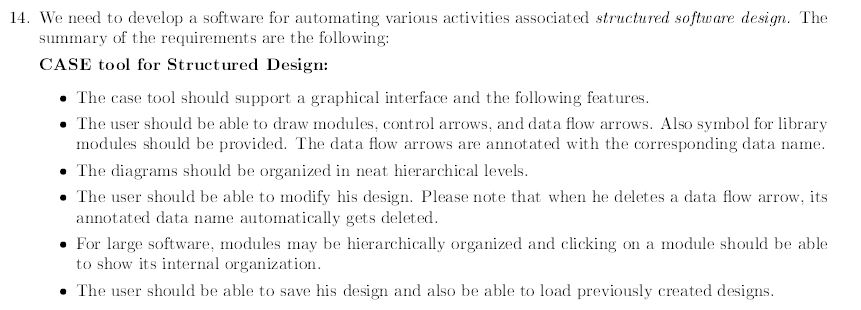 14. We need to develop a software for automating various activities associated structured software design. The
summary of the requirements are the following:
CASE tool for Structured Design:
• The case tool should support a graphical interface and the following features.
• The user should be able to draw modules, control arrows, and data flow arrows. Also symbol for library
modules should be provided. The data flow arrows are annotated with the corresponding data name.
• The diagrams should be organized in neat hierarchical levels.
• The user should be able to modify his design. Please note that when he deletes a data flow arrow, its
annotated data name automatically gets deleted.
• For large software, modules may be hierarchically organized and clicking on a module should be able
to show its internal organization.
• The user should be able to save his design and also be able to load previously created designs.